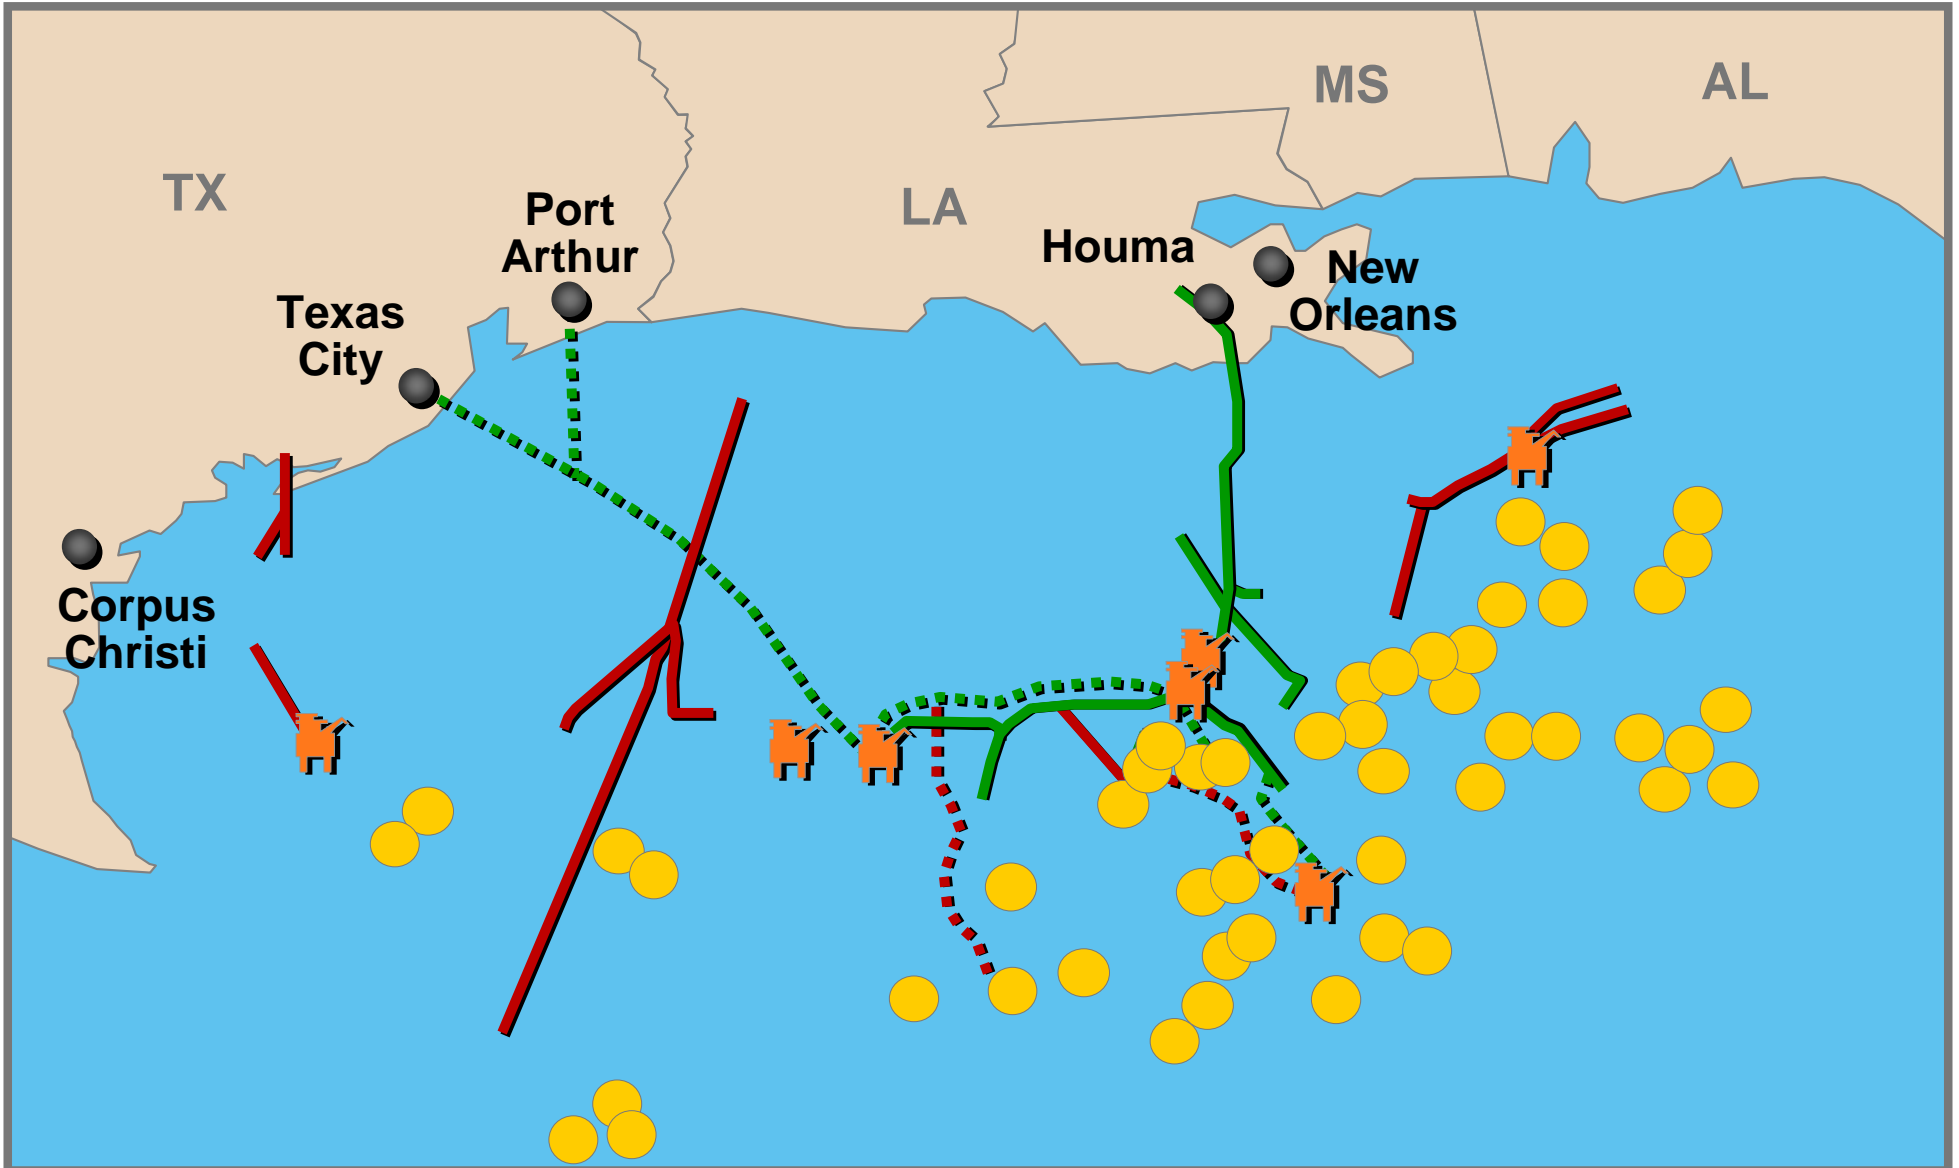 MS
AL
TX
Port
Arthur
LA
Houma
New
Orleans
Texas
City
Corpus
Christi